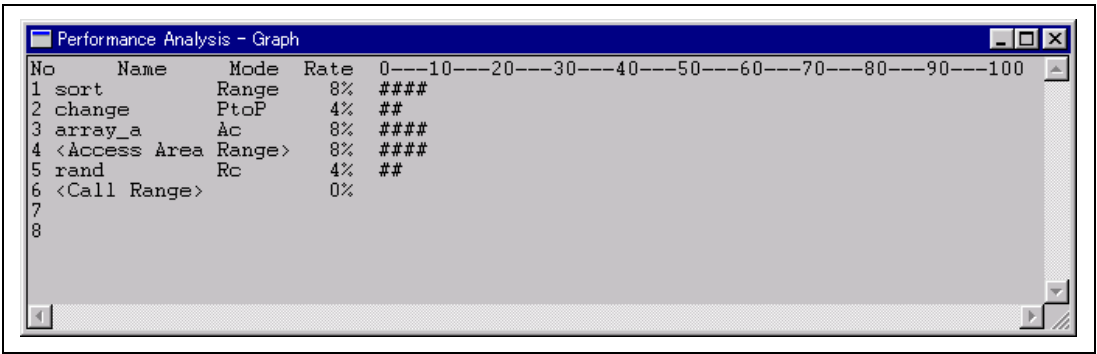 Performance Analysis - Graph
No      Name      Mode   Rate   0---10---20---30---40---50---60---70---80---90---100
1 sort           Range    8%   ####
2 change         PtoP     4%   ##
3 array_a        Ac       8%   ####
4 <Access Area Range>     8%   ####
5 rand           Rc       4%   ##
6 <Call Range>            0%
7
8